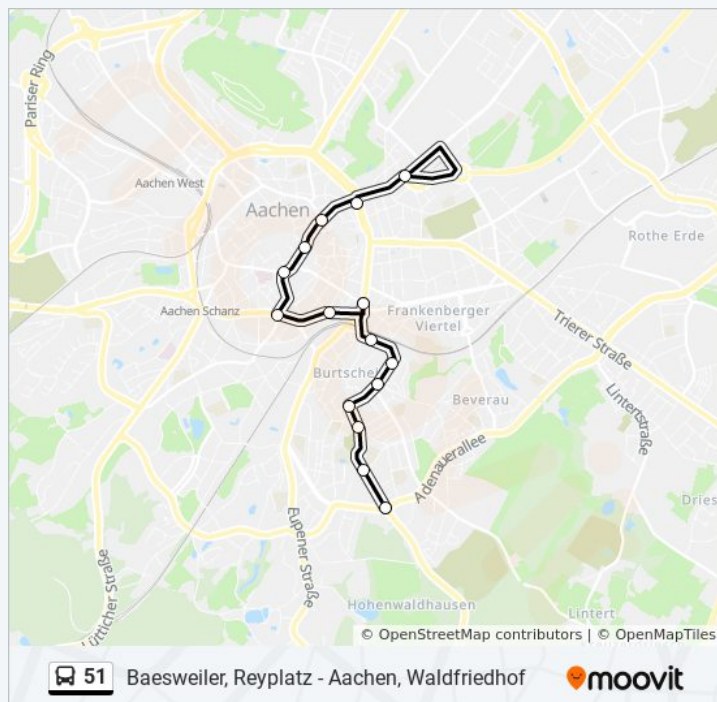 Pariser Ring
Aachen West
Aachen
Rothe Erde
Aachen Schanz
Frankenberger
Viertel
Trierer Straße
Burtschei
Beverau
Lintertstraße
Adenauerallee
Dries
Eupener Straße
Lütticher Straße
Hohenwaldhausen
Lintert
© OpenStreetMap contributors | © OpenMapTiles
51 Baesweiler, Reyplatz - Aachen, Waldfriedhof
moovit